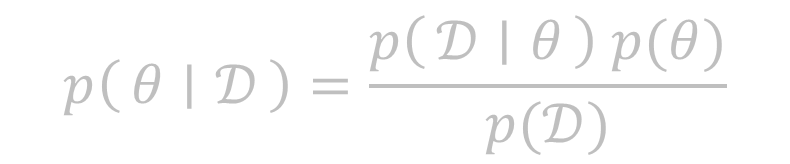 p( θ | 𝒟 ) = p( 𝒟 | θ ) p(θ) / p(𝒟)